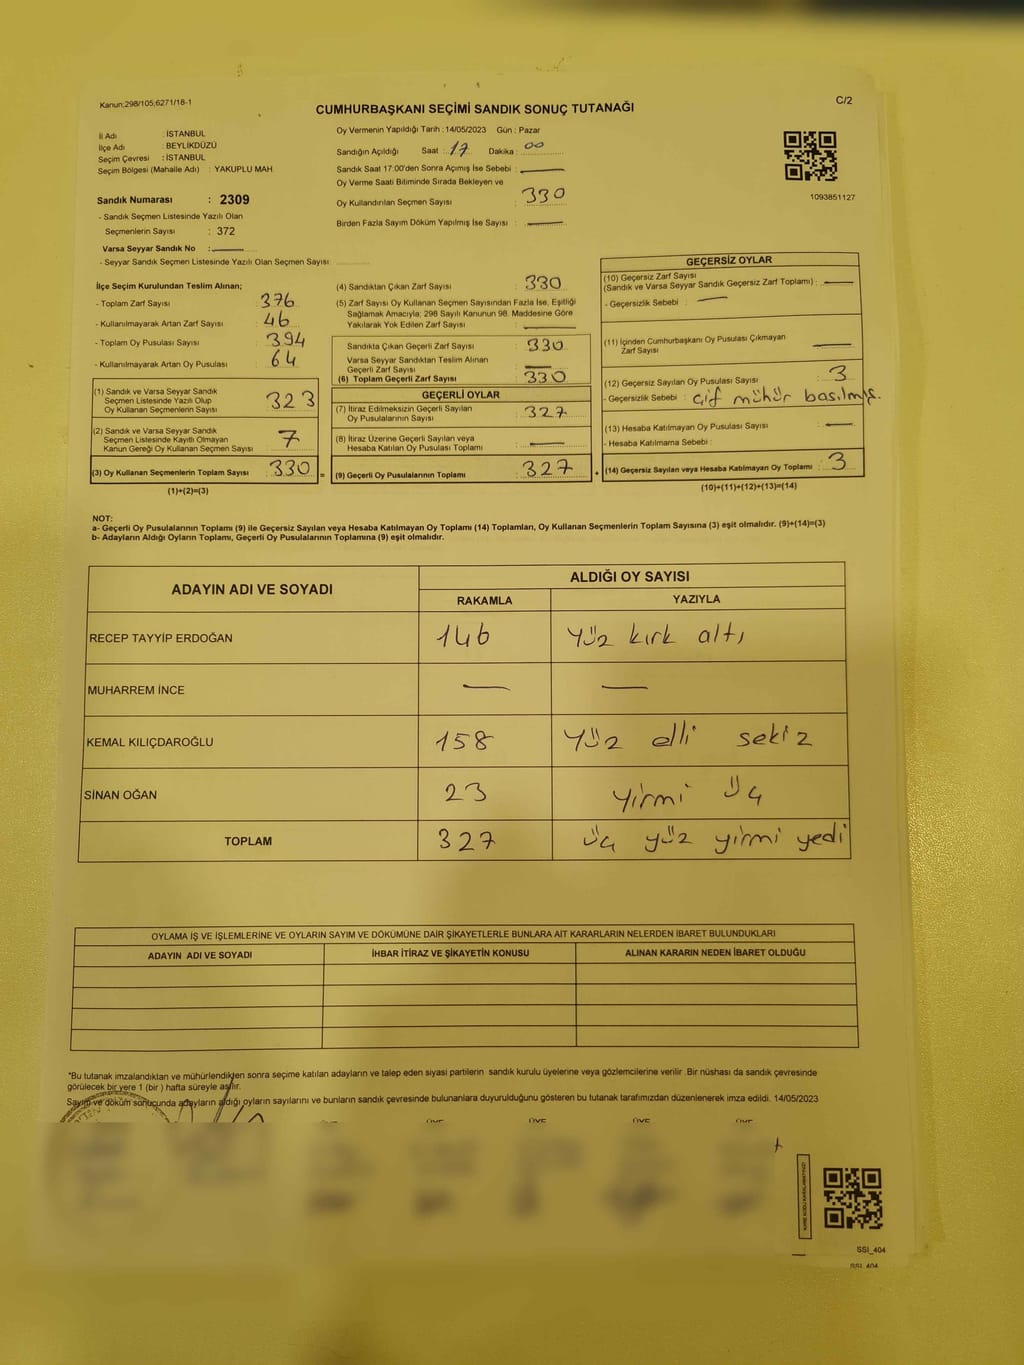 Kanun;298/105;6271/18-1
CUMHURBAŞKANI SEÇİMİ SANDIK SONUÇ TUTANAĞI
C/2
İl Adı : İSTANBUL
İlçe Adı : BEYLİKDÜZÜ
Seçim Çevresi : İSTANBUL
Seçim Bölgesi (Mahalle Adı) : YAKUPLU MAH
Sandık Numarası : 2309
- Sandık Seçmen Listesinde Yazılı Olan
Seçmenlerin Sayısı : 372
Varsa Seyyar Sandık No :
- Seyyar Sandık Seçmen Listesinde Yazılı Olan Seçmen Sayısı:
Oy Vermenin Yapıldığı Tarih : 14/05/2023 Gün : Pazar
Sandığın Açıldığı Saat : 17 Dakika : 00
Sandık Saat 17:00'den Sonra Açımış İse Sebebi :
Oy Verme Saati Bitiminde Sırada Bekleyen ve
Oy Kullandırılan Seçmen Sayısı : 330
Birden Fazla Sayım Döküm Yapılmış İse Sayısı :
1093851127
İlçe Seçim Kurulundan Teslim Alınan;
- Toplam Zarf Sayısı : 376
- Kullanılmayarak Artan Zarf Sayısı : 46
- Toplam Oy Pusulası Sayısı : 394
- Kullanılmayarak Artan Oy Pusulası : 64
(1) Sandık ve Varsa Seyyar Sandık
Seçmen Listesinde Yazılı Olup
Oy Kullanan Seçmenlerin Sayısı : 323
(2) Sandık ve Varsa Seyyar Sandık
Seçmen Listesinde Kayıtlı Olmayan
Kanun Gereği Oy Kullanan Seçmen Sayısı : 7
(3) Oy Kullanan Seçmenlerin Toplam Sayısı : 330 =
(1)+(2)=(3)
(4) Sandıktan Çıkan Zarf Sayısı : 330
(5) Zarf Sayısı Oy Kullanan Seçmen Sayısından Fazla İse, Eşitliği
Sağlamak Amacıyla; 298 Sayılı Kanunun 98. Maddesine Göre
Yakılarak Yok Edilen Zarf Sayısı :
Sandıkta Çıkan Geçerli Zarf Sayısı : 330
Varsa Seyyar Sandıktan Teslim Alınan
Geçerli Zarf Sayısı :
(6) Toplam Geçerli Zarf Sayısı : 330
GEÇERLİ OYLAR
(7) İtiraz Edilmeksizin Geçerli Sayılan
Oy Pusulalarının Sayısı : 327
(8) İtiraz Üzerine Geçerli Sayılan veya
Hesaba Katılan Oy Pusulası Toplamı :
(9) Geçerli Oy Pusulalarının Toplamı : 327 +
GEÇERSİZ OYLAR
(10) Geçersiz Zarf Sayısı
(Sandık ve Varsa Seyyar Sandık Geçersiz Zarf Toplamı) :
- Geçersizlik Sebebi :
(11) İçinden Cumhurbaşkanı Oy Pusulası Çıkmayan
Zarf Sayısı :
(12) Geçersiz Sayılan Oy Pusulası Sayısı : 3
- Geçersizlik Sebebi : çif mühür basılmış.
(13) Hesaba Katılmayan Oy Pusulası Sayısı :
- Hesaba Katılmama Sebebi :
(14) Geçersiz Sayılan veya Hesaba Katılmayan Oy Toplamı : 3
(10)+(11)+(12)+(13)=(14)
NOT:
a- Geçerli Oy Pusulalarının Toplamı (9) ile Geçersiz Sayılan veya Hesaba Katılmayan Oy Toplamı (14) Toplamları, Oy Kullanan Seçmenlerin Toplam Sayısına (3) eşit olmalıdır. (9)+(14)=(3)
b- Adayların Aldığı Oyların Toplamı, Geçerli Oy Pusulalarının Toplamına (9) eşit olmalıdır.
ADAYIN ADI VE SOYADI
ALDIĞI OY SAYISI
RAKAMLA YAZIYLA
RECEP TAYYİP ERDOĞAN 146 Yüz kırk altı
MUHARREM İNCE
KEMAL KILIÇDAROĞLU 158 Yüz elli sekiz
SİNAN OĞAN 23 Yirmi üç
TOPLAM 327 üç yüz yirmi yedi
OYLAMA İŞ VE İŞLEMLERİNE VE OYLARIN SAYIM VE DÖKÜMÜNE DAİR ŞİKAYETLERLE BUNLARA AİT KARARLARIN NELERDEN İBARET BULUNDUKLARI
ADAYIN ADI VE SOYADI İHBAR İTİRAZ VE ŞİKAYETİN KONUSU ALINAN KARARIN NEDEN İBARET OLDUĞU
*Bu tutanak imzalandıktan ve mühürlendikten sonra seçime katılan adayların ve talep eden siyasi partilerin sandık kurulu üyelerine veya gözlemcilerine verilir .Bir nüshası da sandık çevresinde
görülecek bir yere 1 (bir ) hafta süreyle asılır.
Sayım ve döküm sonucunda adayların aldığı oyların sayılarını ve bunların sandık çevresinde bulunanlara duyurulduğunu gösteren bu tutanak tarafımızdan düzenlenerek imza edildi. 14/05/2023
ÜYE ÜYE ÜYE ÜYE
SSI_404
SSI_404